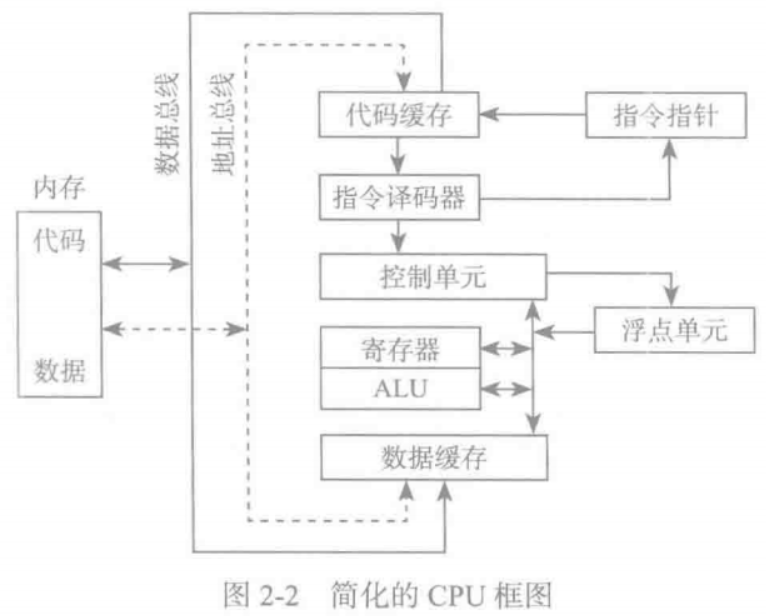 数据总线
地址总线
代码缓存
指令指针
内存
代码
数据
指令译码器
控制单元
浮点单元
寄存器
ALU
数据缓存
图 2-2 简化的 CPU 框图